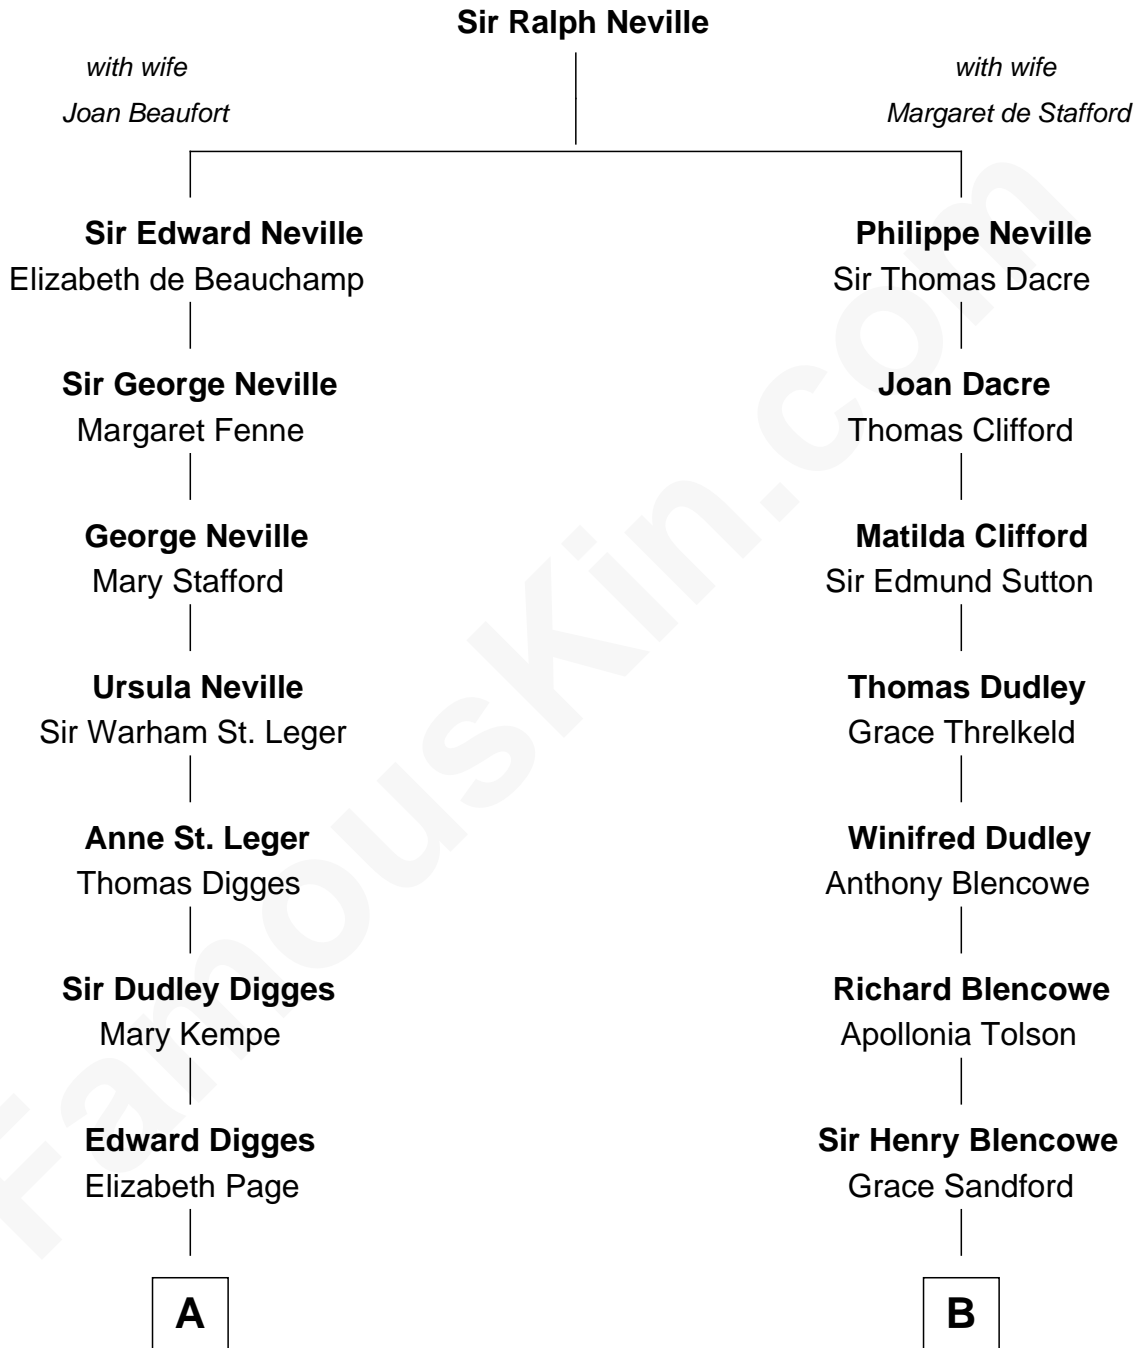 Sir Ralph Neville
with wife
Joan Beaufort
with wife
Margaret de Stafford
Sir Edward Neville
Elizabeth de Beauchamp
Philippe Neville
Sir Thomas Dacre
Sir George Neville
Margaret Fenne
Joan Dacre
Thomas Clifford
George Neville
Mary Stafford
Matilda Clifford
Sir Edmund Sutton
Ursula Neville
Sir Warham St. Leger
Thomas Dudley
Grace Threlkeld
Anne St. Leger
Thomas Digges
Winifred Dudley
Anthony Blencowe
Sir Dudley Digges
Mary Kempe
Richard Blencowe
Apollonia Tolson
Edward Digges
Elizabeth Page
Sir Henry Blencowe
Grace Sandford
A
B
FamousKin.com